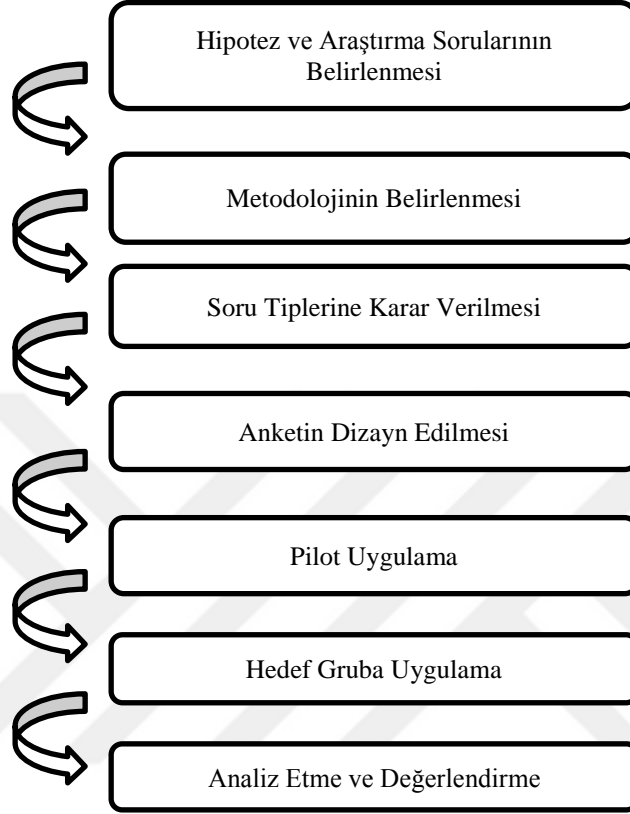 Hipotez ve Araştırma Sorularının
Belirlenmesi
Metodolojinin Belirlenmesi
Soru Tiplerine Karar Verilmesi
Anketin Dizayn Edilmesi
Pilot Uygulama
Hedef Gruba Uygulama
Analiz Etme ve Değerlendirme